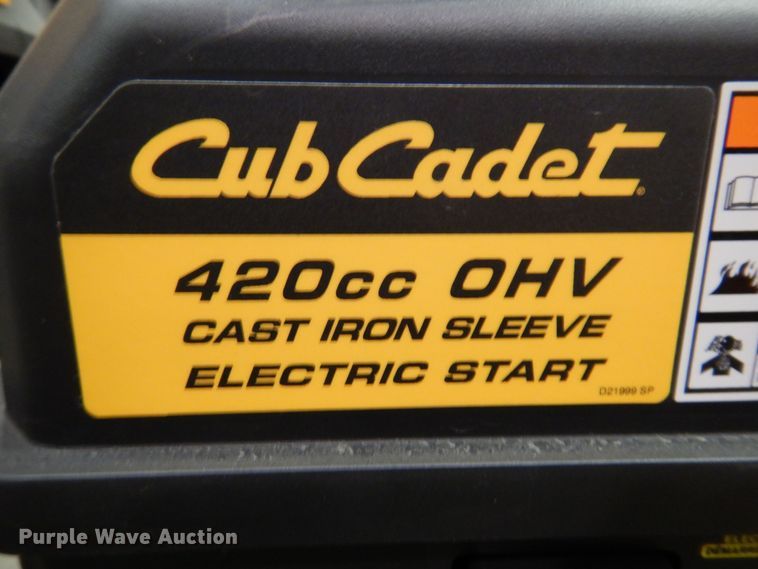 Cub Cadet
420cc OHV
CAST IRON SLEEVE
ELECTRIC START
D21999 SP
Purple Wave Auction